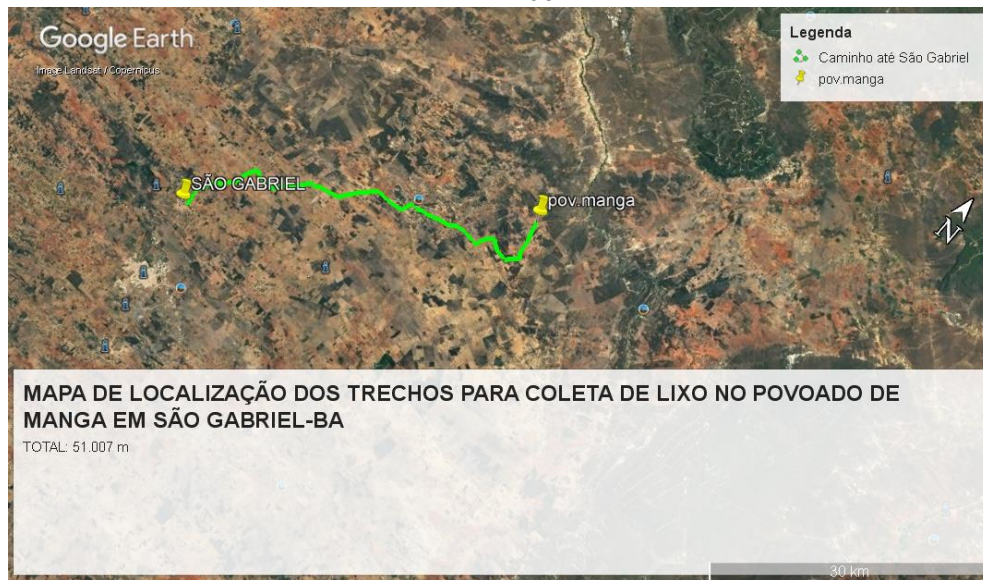 Google Earth
Image Landsat / Copernicus
Legenda
Caminho até São Gabriel
pov.manga
SÃO GABRIEL
pov.manga
N
MAPA DE LOCALIZAÇÃO DOS TRECHOS PARA COLETA DE LIXO NO POVOADO DE
MANGA EM SÃO GABRIEL-BA
TOTAL: 51.007 m
30 km